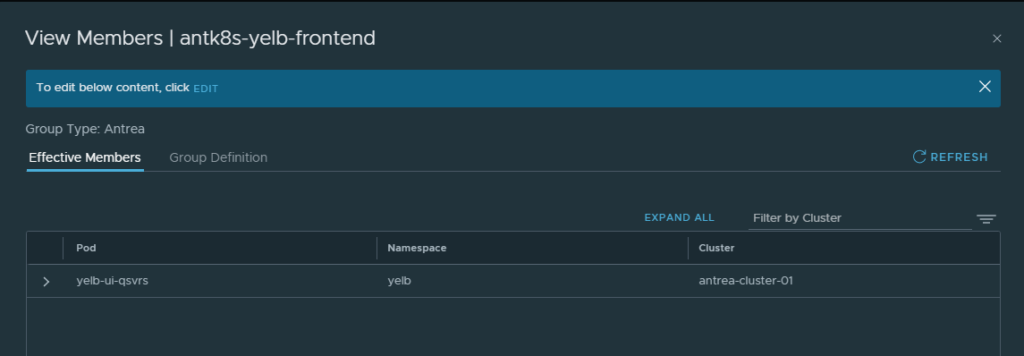 View Members | antk8s-yelb-frontend
To edit below content, click EDIT
Group Type: Antrea
Effective Members Group Definition REFRESH
EXPAND ALL Filter by Cluster
Pod Namespace Cluster
yelb-ui-qsvrs yelb antrea-cluster-01